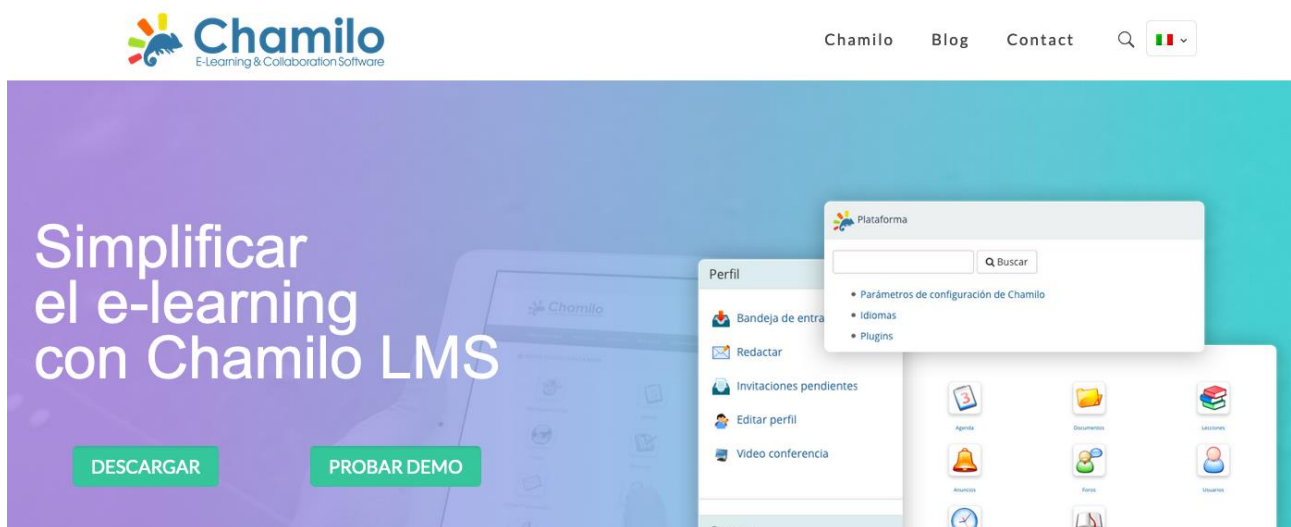 Chamilo
E-Learning & Collaboration Software
Chamilo Blog Contact
Simplificar
el e-learning
con Chamilo LMS
DESCARGAR
PROBAR DEMO
Chamilo
Plataforma
Buscar
Parámetros de configuración de Chamilo
Idiomas
Plugins
Perfil
Bandeja de entra
Redactar
Invitaciones pendientes
Editar perfil
Video conferencia
3
Agenda
Documentos
Lecciones
Anuncios
Foros
Usuarios